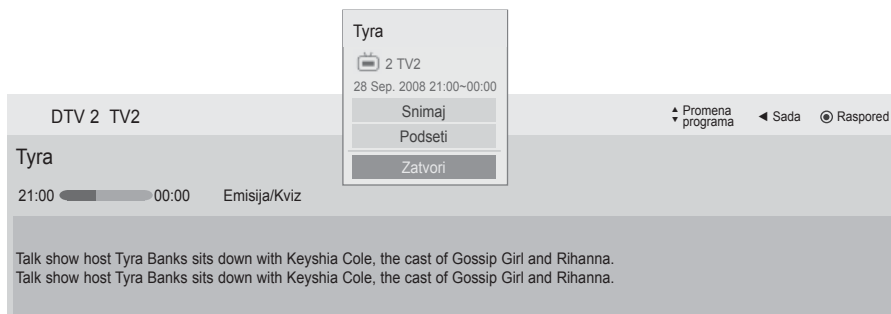 Tyra
2 TV2
28 Sep. 2008 21:00~00:00
Snimaj
Podseti
Zatvori
DTV 2 TV2
Promena
programa
Sada
Raspored
Tyra
21:00 00:00 Emisija/Kviz
Talk show host Tyra Banks sits down with Keyshia Cole, the cast of Gossip Girl and Rihanna.
Talk show host Tyra Banks sits down with Keyshia Cole, the cast of Gossip Girl and Rihanna.